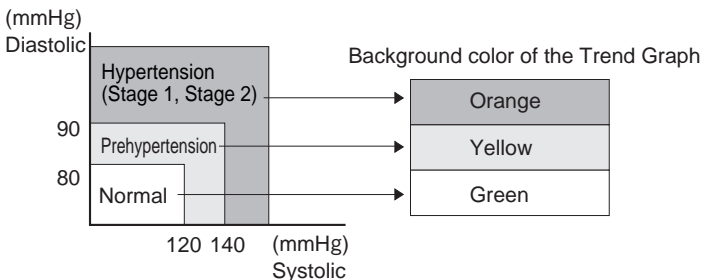 (mmHg)
Diastolic
Background color of the Trend Graph
Hypertension
(Stage 1, Stage 2)
Orange
90
Prehypertension
Yellow
80
Normal
Green
120 140 (mmHg)
Systolic